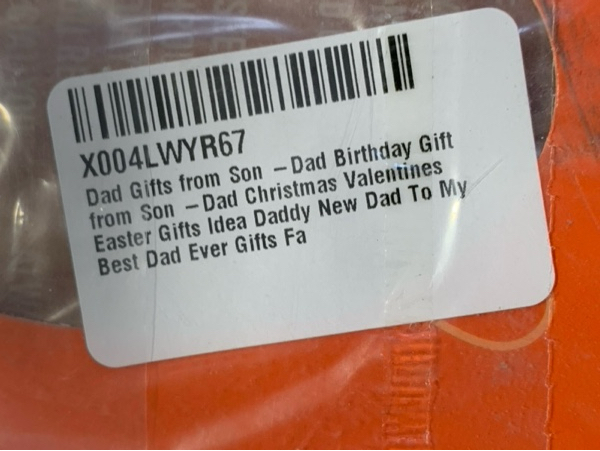 X004LWYR67
Dad Gifts from Son – Dad Birthday Gift
from Son – Dad Christmas Valentines
Easter Gifts Idea Daddy New Dad To My
Best Dad Ever Gifts Fa